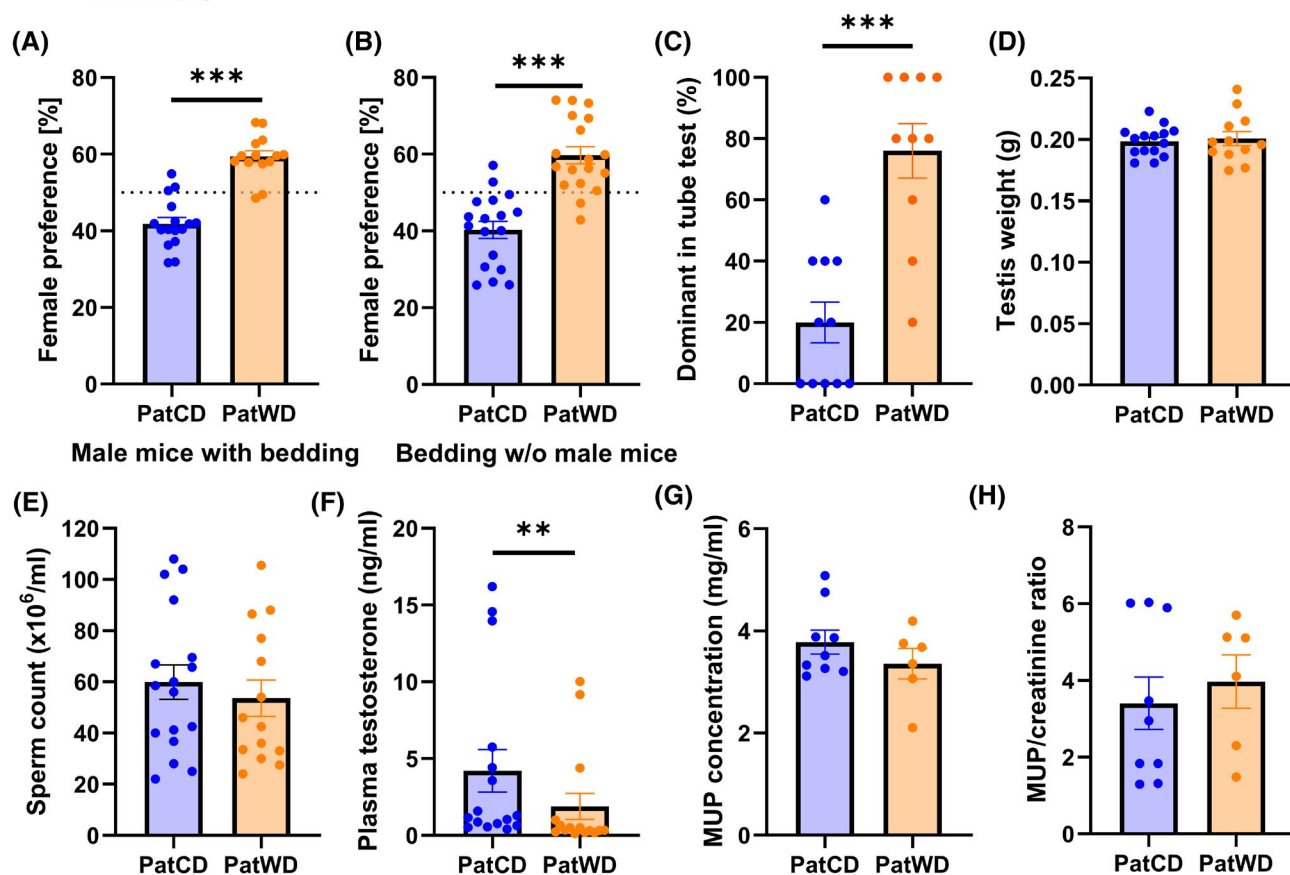 (A)
Female preference [%]
80
60
40
20
0
***
PatCD PatWD
Male mice with bedding
(B)
Female preference [%]
80
60
40
20
0
***
PatCD PatWD
Bedding w/o male mice
(C)
Dominant in tube test (%)
100
80
60
40
20
0
***
PatCD PatWD
(D)
Testis weight (g)
0.25
0.20
0.15
0.10
0.05
0.00
PatCD PatWD
(E)
Sperm count (x10⁶/ml)
120
100
80
60
40
20
0
PatCD PatWD
(F)
Plasma testosterone (ng/ml)
20
15
10
5
0
**
PatCD PatWD
(G)
MUP concentration (mg/ml)
6
4
2
0
PatCD PatWD
(H)
MUP/creatinine ratio
8
6
4
2
0
PatCD PatWD